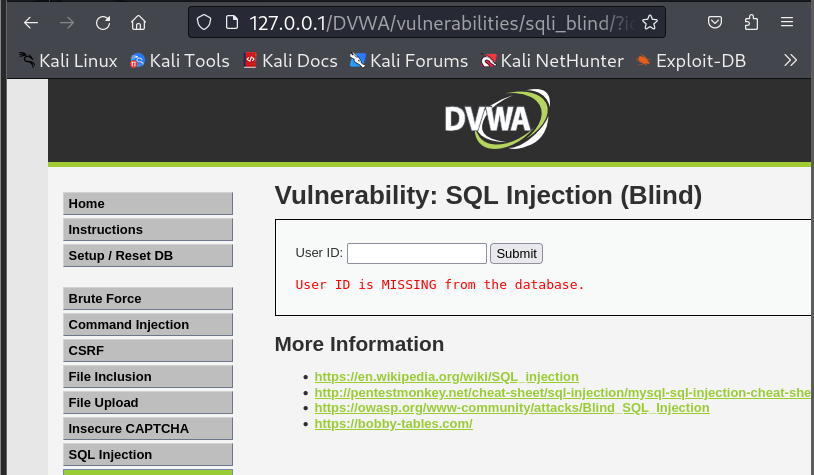 127.0.0.1/DVWA/vulnerabilities/sqli_blind/?i
Kali Linux Kali Tools Kali Docs Kali Forums Kali NetHunter Exploit-DB
DVWA
Home
Instructions
Setup / Reset DB
Brute Force
Command Injection
CSRF
File Inclusion
File Upload
Insecure CAPTCHA
SQL Injection
Vulnerability: SQL Injection (Blind)
User ID: Submit
User ID is MISSING from the database.
More Information
https://en.wikipedia.org/wiki/SQL_injection
http://pentestmonkey.net/cheat-sheet/sql-injection/mysql-sql-injection-cheat-she
https://owasp.org/www-community/attacks/Blind_SQL_Injection
https://bobby-tables.com/